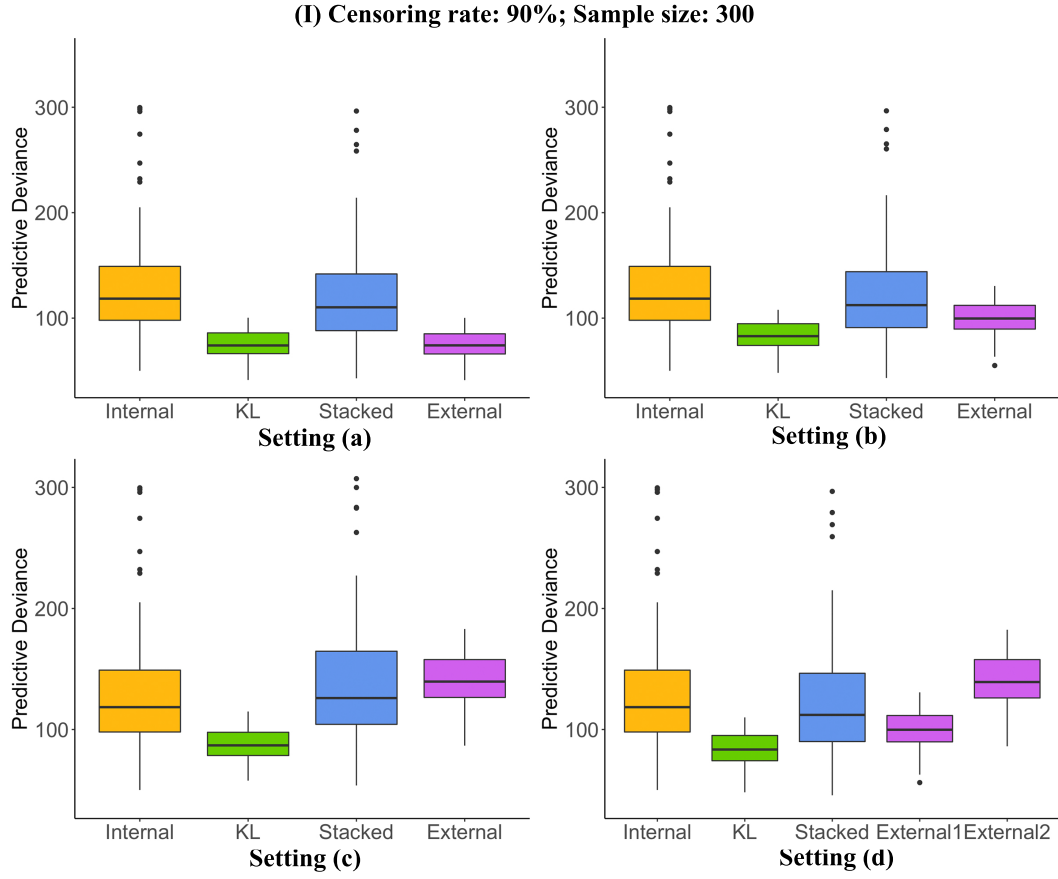 (I) Censoring rate: 90%; Sample size: 300
Predictive Deviance
300
200
100
Internal KL Stacked External
Setting (a)
Predictive Deviance
300
200
100
Internal KL Stacked External
Setting (b)
Predictive Deviance
300
200
100
Internal KL Stacked External
Setting (c)
Predictive Deviance
300
200
100
Internal KL Stacked External1 External2
Setting (d)